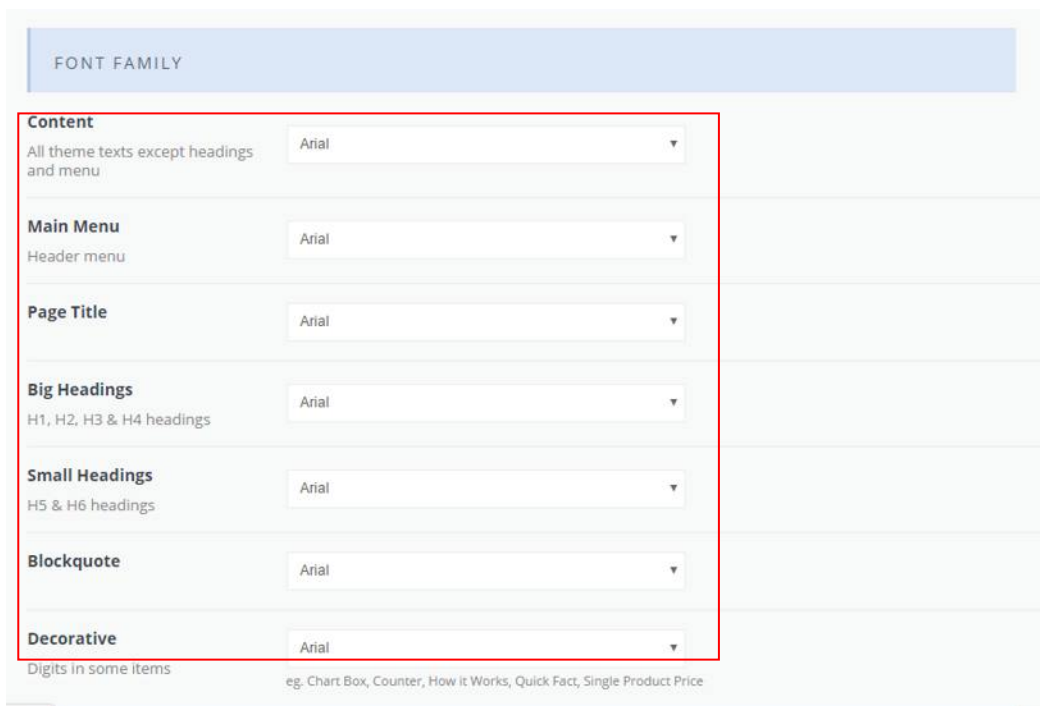 FONT FAMILY
Content
All theme texts except headings
and menu
Arial
Main Menu
Header menu
Arial
Page Title
Arial
Big Headings
H1, H2, H3 & H4 headings
Arial
Small Headings
H5 & H6 headings
Arial
Blockquote
Arial
Decorative
Digits in some items
Arial
eg. Chart Box, Counter, How it Works, Quick Fact, Single Product Price